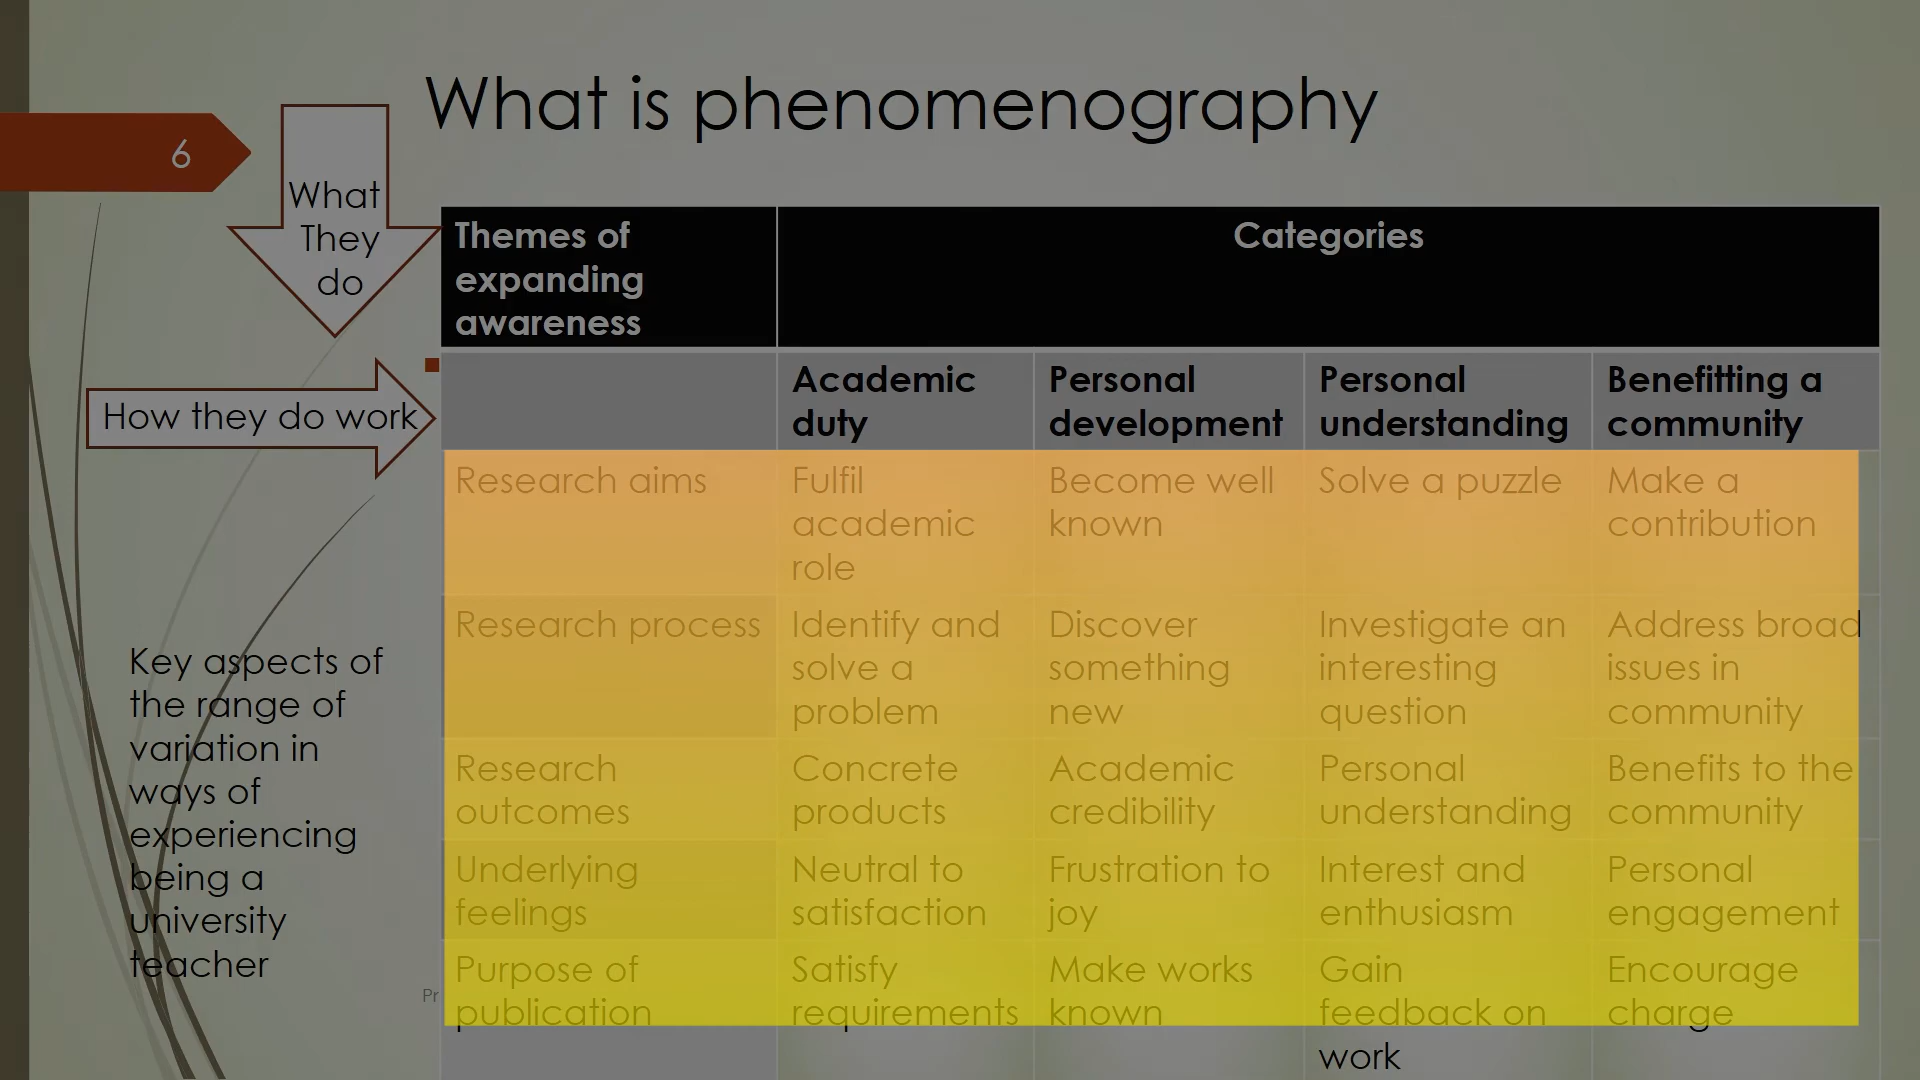 What is phenomenography
6
What
They
do
How they do work
Key aspects of
the range of
variation in
ways of
experiencing
being a
university
teacher
Themes of
expanding
awareness
Categories
Academic
duty
Personal
development
Personal
understanding
Benefitting a
community
Research aims
Fulfil
academic
role
Become well
known
Solve a puzzle
Make a
contribution
Research process
Identify and
solve a
problem
Discover
something
new
Investigate an
interesting
question
Address broad
issues in
community
Research
outcomes
Concrete
products
Academic
credibility
Personal
understanding
Benefits to the
community
Underlying
feelings
Neutral to
satisfaction
Frustration to
joy
Interest and
enthusiasm
Personal
engagement
Purpose of
publication
Satisfy
requirements
Make works
known
Gain
feedback on
work
Encourage
charge
Pr